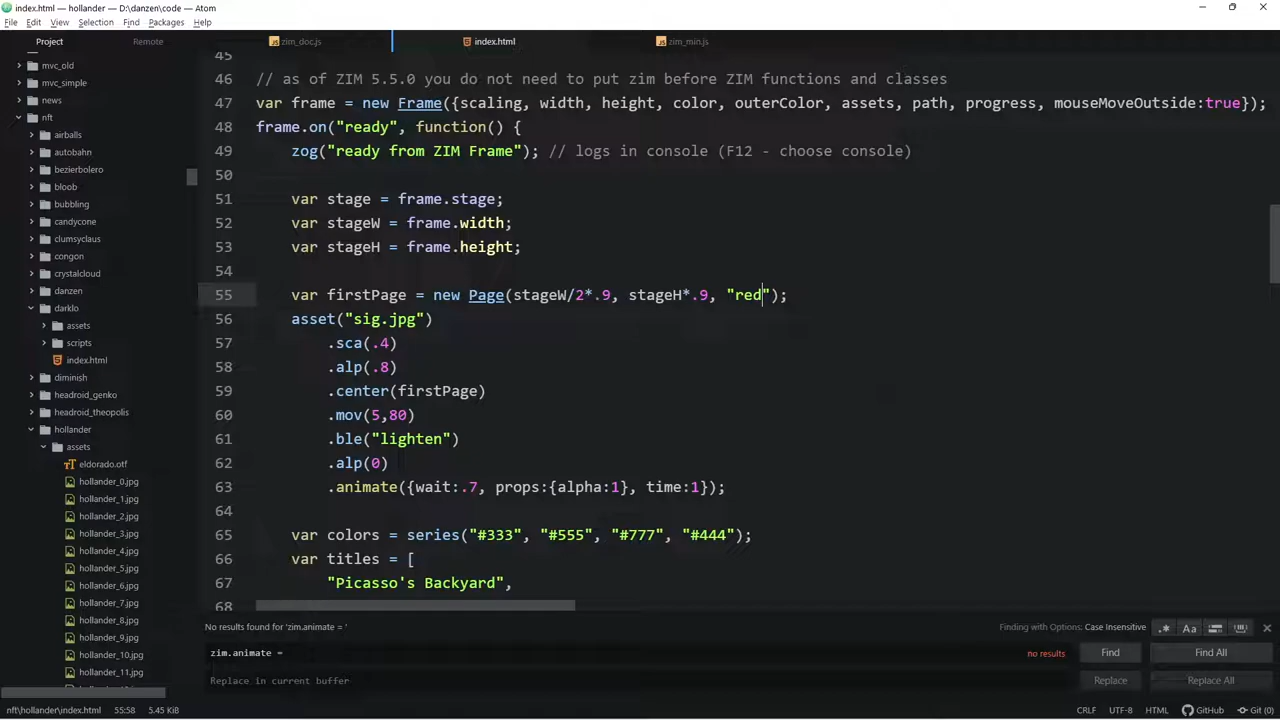 index.html — hollander — D:\danzen\code — Atom
File Edit View Selection Find Packages Help
Project Remote zim_doc.js index.html zim_min.js
mvc_old
mvc_simple
news
nft
airballs
autobahn
bezierbolero
bloob
bubbling
candycone
clumsyclaus
congon
crystalcloud
danzen
darklo
assets
scripts
index.html
diminish
headroid_genko
headroid_theopolis
hollander
assets
eldorado.otf
hollander_0.jpg
hollander_1.jpg
hollander_2.jpg
hollander_3.jpg
hollander_4.jpg
hollander_5.jpg
hollander_6.jpg
hollander_7.jpg
hollander_8.jpg
hollander_9.jpg
hollander_10.jpg
hollander_11.jpg
45
46 // as of ZIM 5.5.0 you do not need to put zim before ZIM functions and classes
47 var frame = new Frame({scaling, width, height, color, outerColor, assets, path, progress, mouseMoveOutside:true});
48 frame.on("ready", function() {
49 zog("ready from ZIM Frame"); // logs in console (F12 - choose console)
50
51 var stage = frame.stage;
52 var stageW = frame.width;
53 var stageH = frame.height;
54
55 var firstPage = new Page(stageW/2*.9, stageH*.9, "red");
56 asset("sig.jpg")
57 .sca(.4)
58 .alp(.8)
59 .center(firstPage)
60 .mov(5,80)
61 .ble("lighten")
62 .alp(0)
63 .animate({wait:.7, props:{alpha:1}, time:1});
64
65 var colors = series("#333", "#555", "#777", "#444");
66 var titles = [
67 "Picasso's Backyard",
68
No results found for 'zim.animate = '
Finding with Options: Case Insensitive
.* Aa
zim.animate =
no results
Find
Find All
Replace in current buffer
Replace
Replace All
nft\hollander\index.html 55:58 5.45 KiB
CRLF UTF-8 HTML GitHub Git (0)